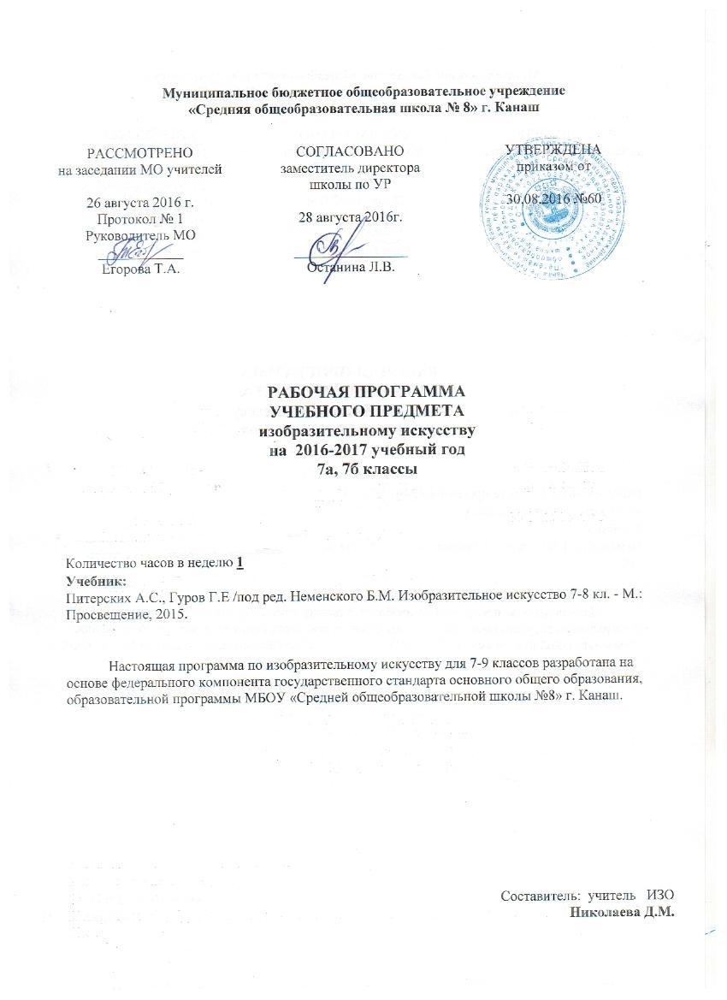 Муниципальное бюджетное общеобразовательное учреждение
«Средняя общеобразовательная школа № 8» г. Канаш
РАССМОТРЕНО
на заседании МО учителей
26 августа 2016 г.
Протокол № 1
Руководитель МО
Егорова Т.А.
СОГЛАСОВАНО
заместитель директора
школы по УР
28 августа 2016г.
Останина Л.В.
УТВЕРЖДЕНА
приказом от
30.08.2016 №60
РАБОЧАЯ ПРОГРАММА
УЧЕБНОГО ПРЕДМЕТА
изобразительному искусству
на 2016-2017 учебный год
7а, 7б классы
Количество часов в неделю 1
Учебник:
Питерских А.С., Гуров Г.Е /под ред. Неменского Б.М. Изобразительное искусство 7-8 кл. - М.:
Просвещение, 2015.
Настоящая программа по изобразительному искусству для 7-9 классов разработана на
основе федерального компонента государственного стандарта основного общего образования,
образовательной программы МБОУ «Средней общеобразовательной школы №8» г. Канаш.
Составитель: учитель ИЗО
Николаева Д.М.